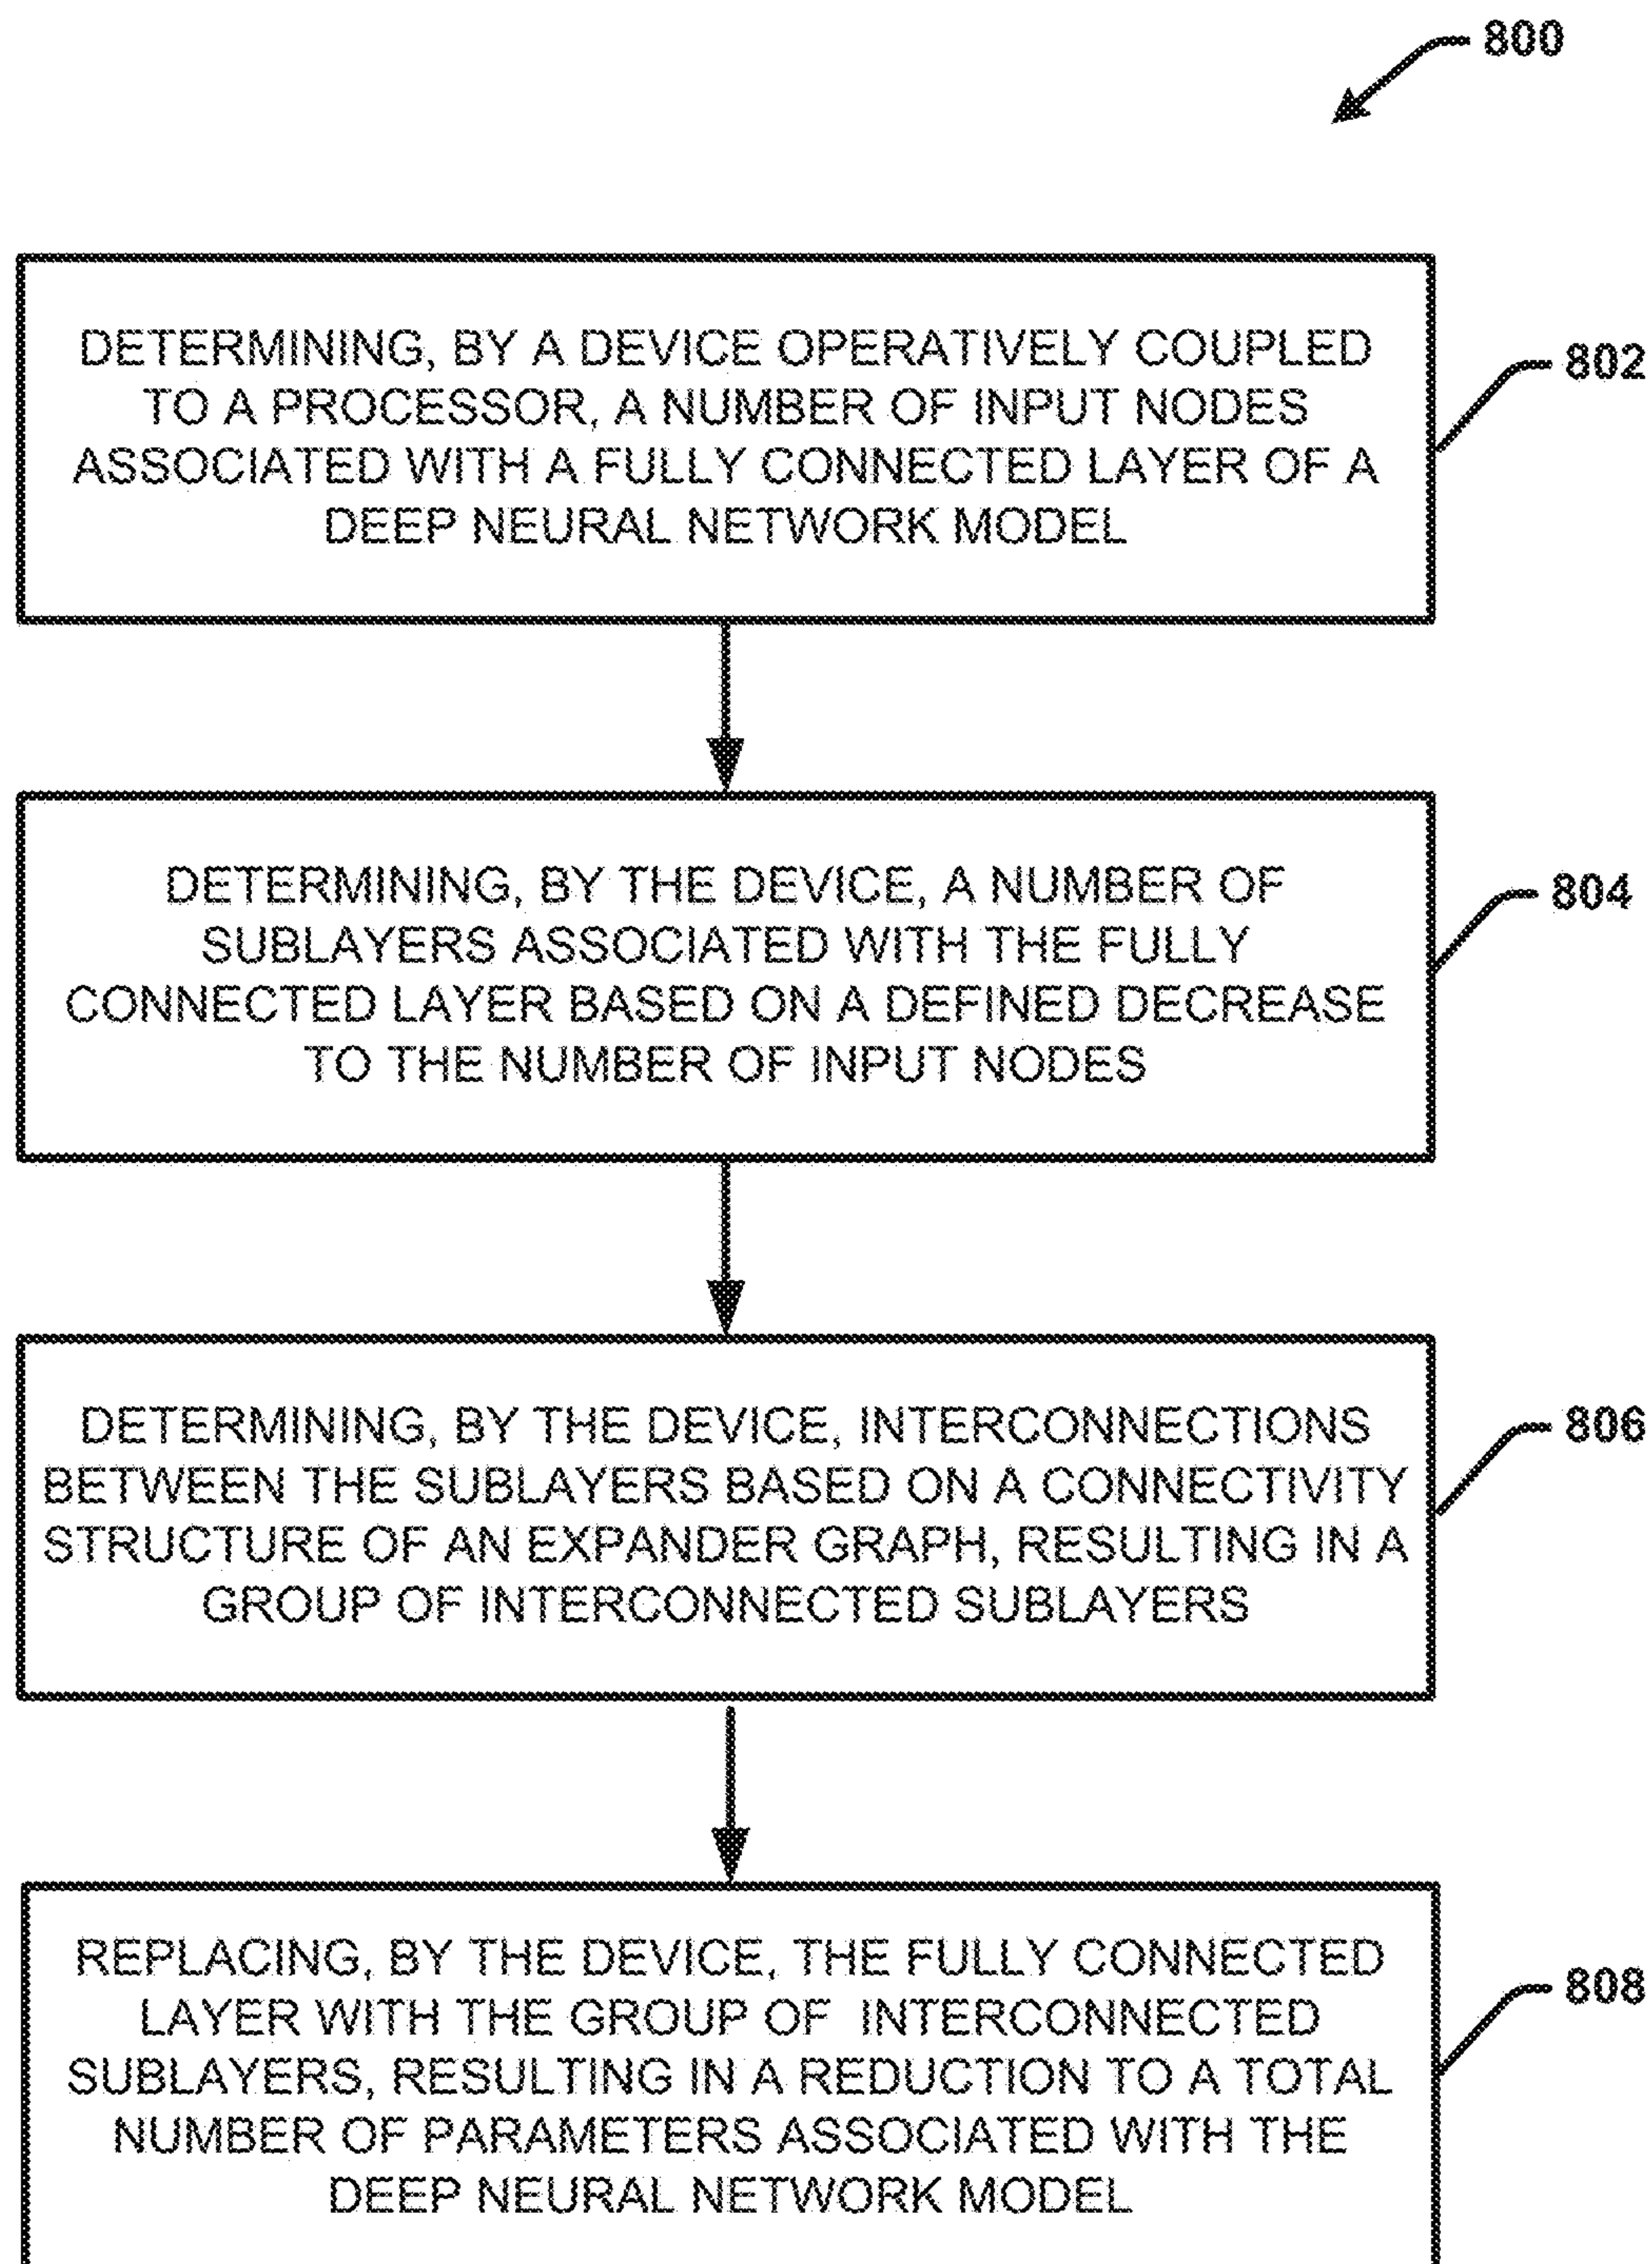 800
DETERMINING, BY A DEVICE OPERATIVELY COUPLED
TO A PROCESSOR, A NUMBER OF INPUT NODES
ASSOCIATED WITH A FULLY CONNECTED LAYER OF A
DEEP NEURAL NETWORK MODEL
802
DETERMINING, BY THE DEVICE, A NUMBER OF
SUBLAYERS ASSOCIATED WITH THE FULLY
CONNECTED LAYER BASED ON A DEFINED DECREASE
TO THE NUMBER OF INPUT NODES
804
DETERMINING, BY THE DEVICE, INTERCONNECTIONS
BETWEEN THE SUBLAYERS BASED ON A CONNECTIVITY
STRUCTURE OF AN EXPANDER GRAPH, RESULTING IN A
GROUP OF INTERCONNECTED SUBLAYERS
806
REPLACING, BY THE DEVICE, THE FULLY CONNECTED
LAYER WITH THE GROUP OF INTERCONNECTED
SUBLAYERS, RESULTING IN A REDUCTION TO A TOTAL
NUMBER OF PARAMETERS ASSOCIATED WITH THE
DEEP NEURAL NETWORK MODEL
808